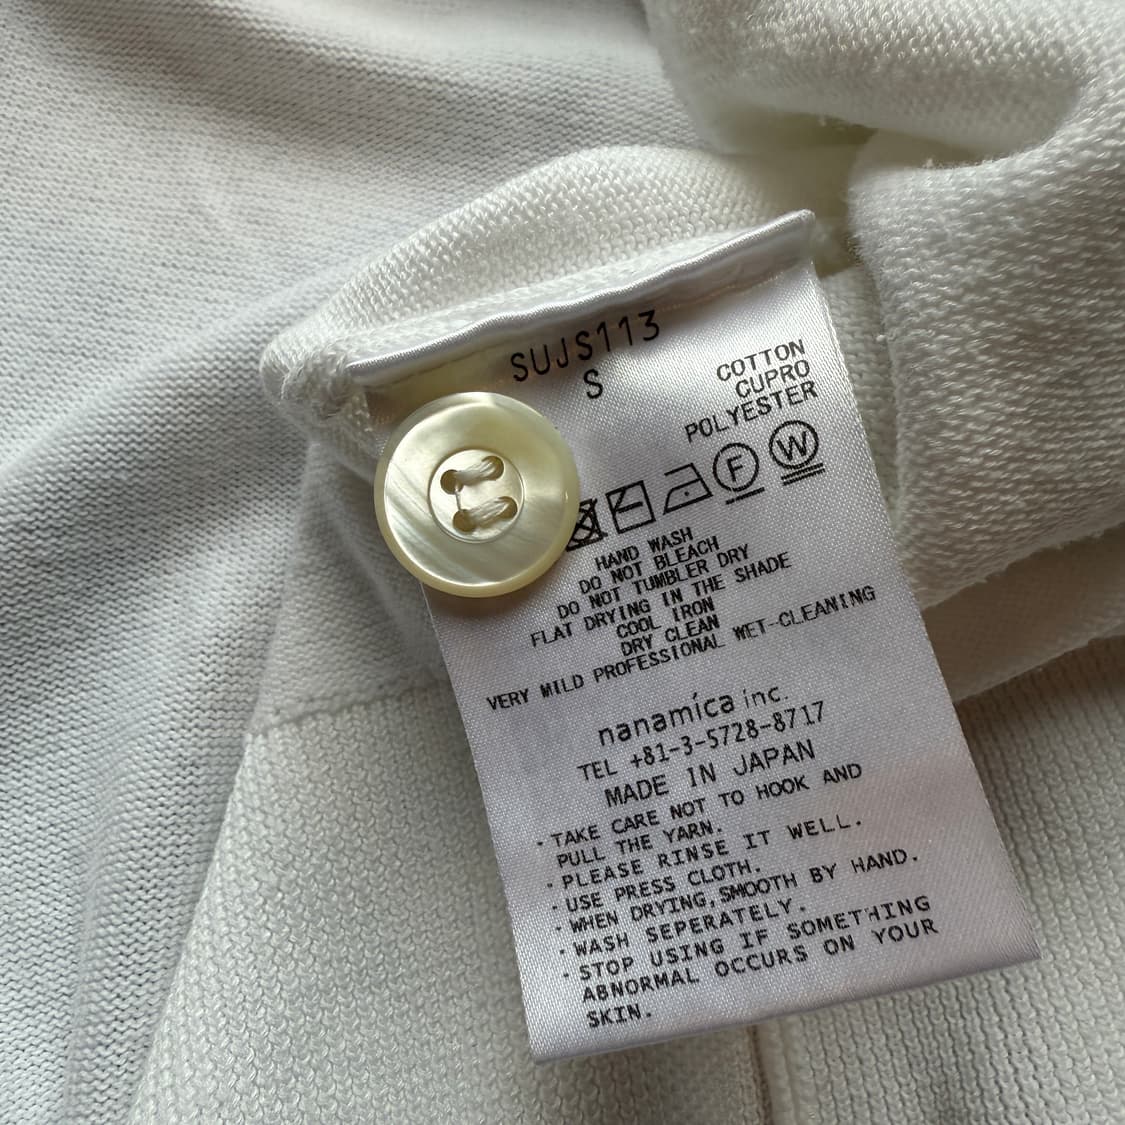 SUJS113
S
COTTON
CUPRO
POLYESTER
F W
HAND WASH
DO NOT BLEACH
DO NOT TUMBLER DRY
FLAT DRYING IN THE SHADE
COOL IRON
DRY CLEAN
VERY MILD PROFESSIONAL WET-CLEANING
nanamica inc.
TEL +81-3-5728-8717
MADE IN JAPAN
· TAKE CARE NOT TO HOOK AND
PULL THE YARN.
· PLEASE RINSE IT WELL.
· USE PRESS CLOTH.
· WHEN DRYING, SMOOTH BY HAND.
· WASH SEPERATELY.
· STOP USING IF SOMETHING
ABNORMAL OCCURS ON YOUR
SKIN.